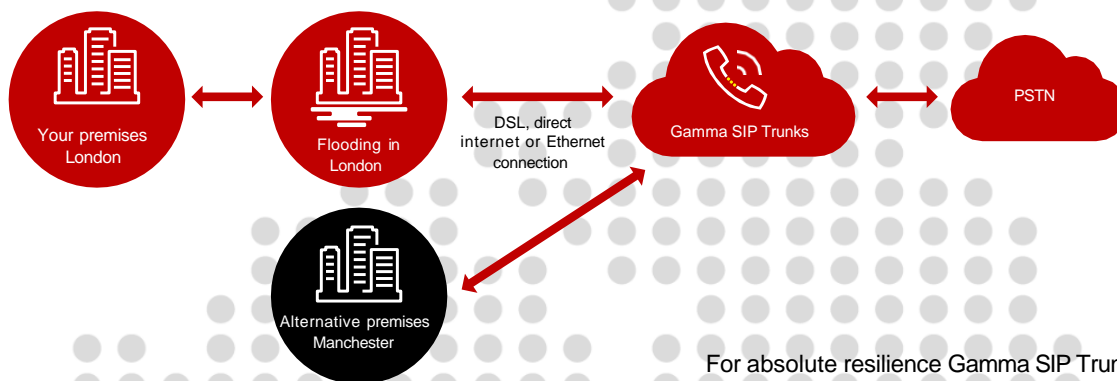 Your premises
London
Flooding in
London
DSL, direct
internet or Ethernet
connection
Gamma SIP Trunks
PSTN
Alternative premises
Manchester
For absolute resilience Gamma SIP Trun